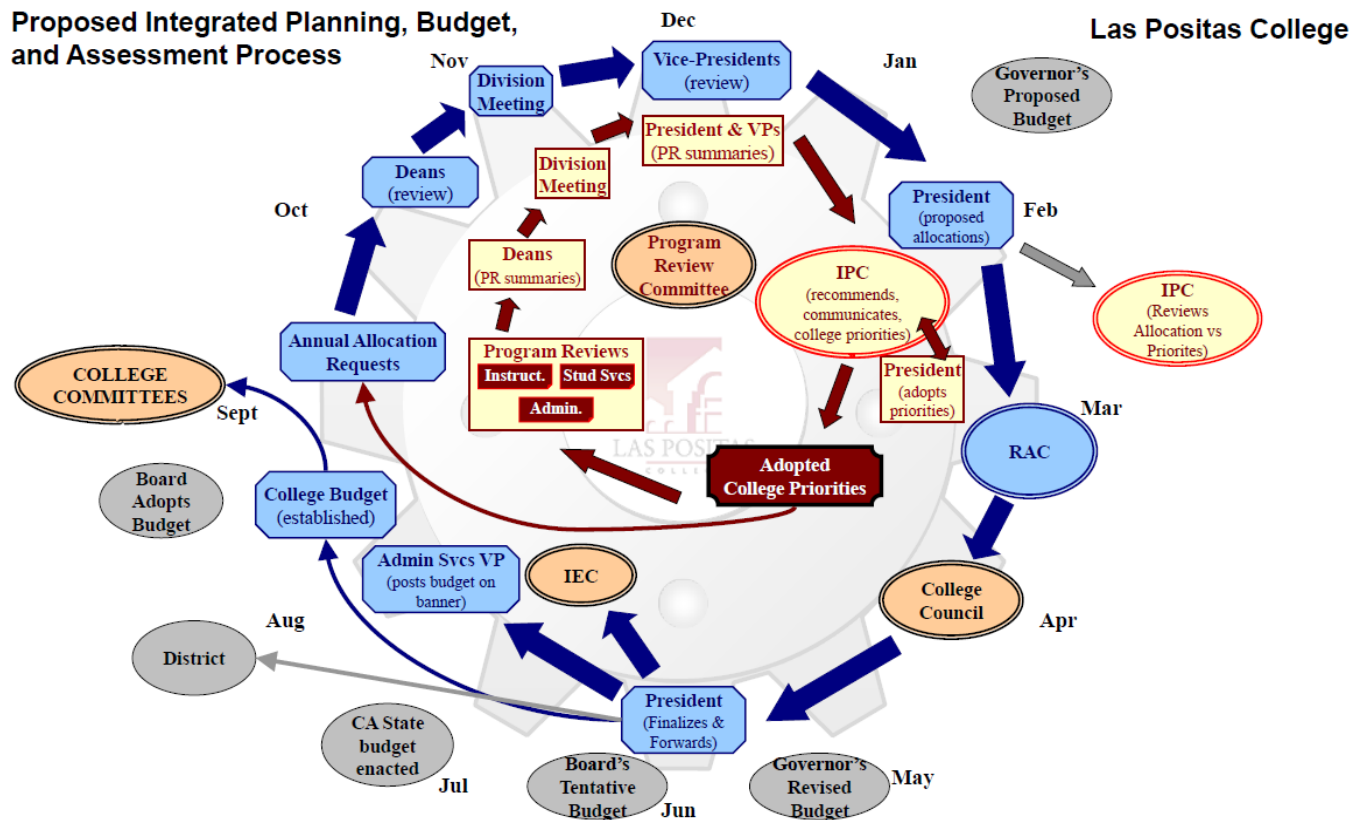 Proposed Integrated Planning, Budget,
and Assessment Process
Las Positas College
Dec
Nov
Jan
Division
Meeting
Vice-Presidents
(review)
Governor's
Proposed
Budget
President & VPs
(PR summaries)
Division
Meeting
Deans
(review)
Oct
President
(proposed
allocations)
Feb
Deans
(PR summaries)
Program
Review
Committee
IPC
(recommends,
communicates,
college priorities)
IPC
(Reviews
Allocation vs
Priorites)
Annual Allocation
Requests
Program Reviews
Instruct.
Stud Svcs
Admin.
President
(adopts
priorities)
COLLEGE
COMMITTEES
Sept
Mar
RAC
LAS POSITAS
COLLEGE
Adopted
College Priorities
Board
Adopts
Budget
College Budget
(established)
Admin Svcs VP
(posts budget on
banner)
IEC
College
Council
Apr
Aug
District
President
(Finalizes &
Forwards)
CA State
budget
enacted
Jul
Board's
Tentative
Budget
Jun
Governor's
Revised
Budget
May